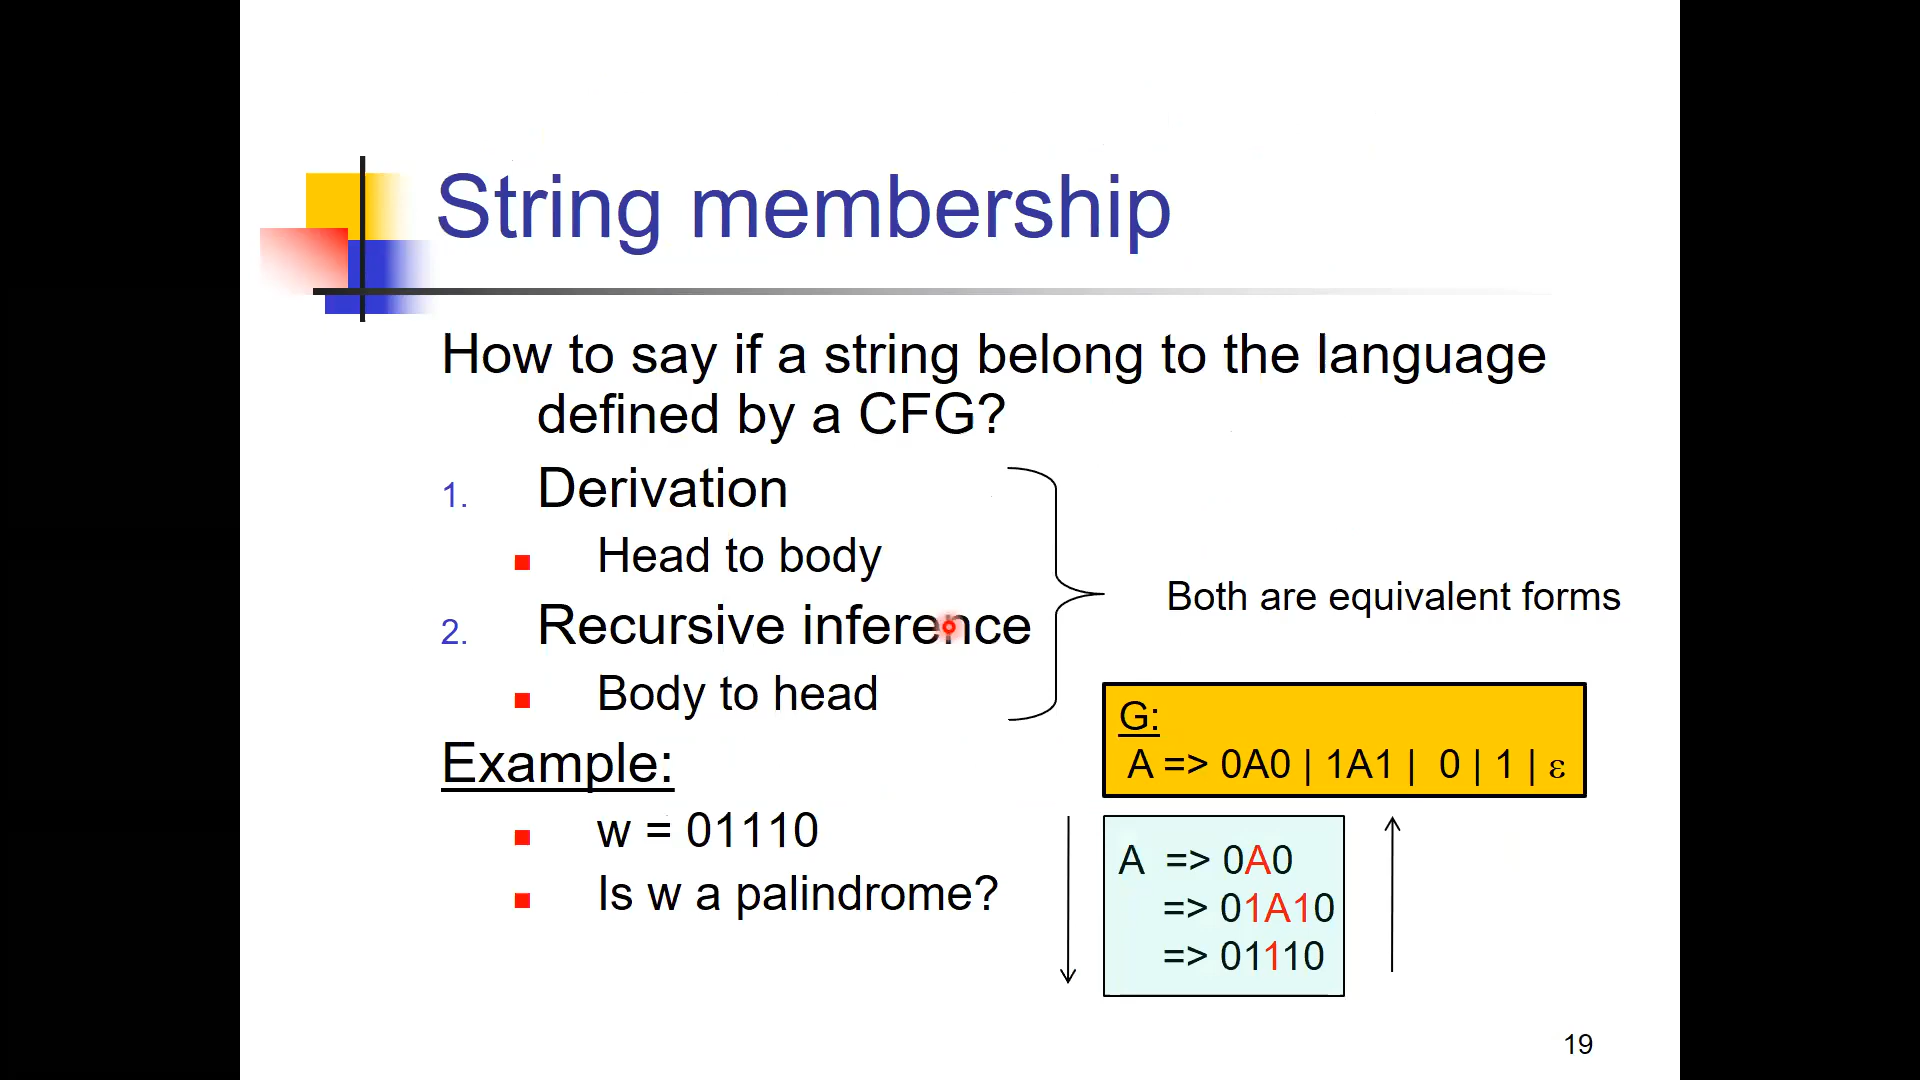 String membership
How to say if a string belong to the language
defined by a CFG?
1. Derivation
Head to body
2. Recursive inference
Body to head
Both are equivalent forms
Example:
w = 01110
Is w a palindrome?
G:
A => 0A0 | 1A1 | 0 | 1 | ε
A => 0A0
=> 01A10
=> 01110
19